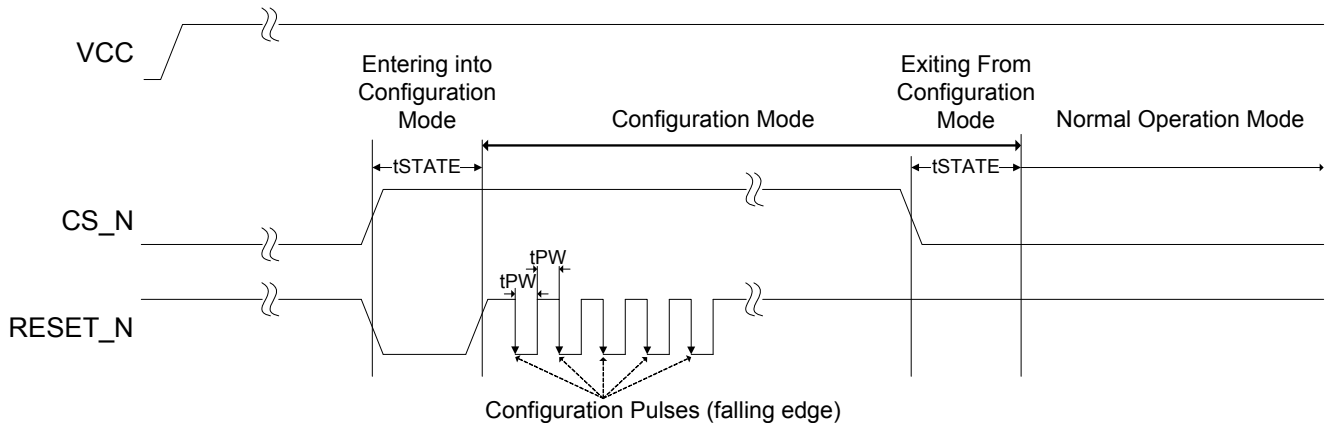 VCC
Entering into
Configuration
Mode
Configuration Mode
Exiting From
Configuration
Mode
Normal Operation Mode
tSTATE
tSTATE
CS_N
tPW
tPW
RESET_N
Configuration Pulses (falling edge)